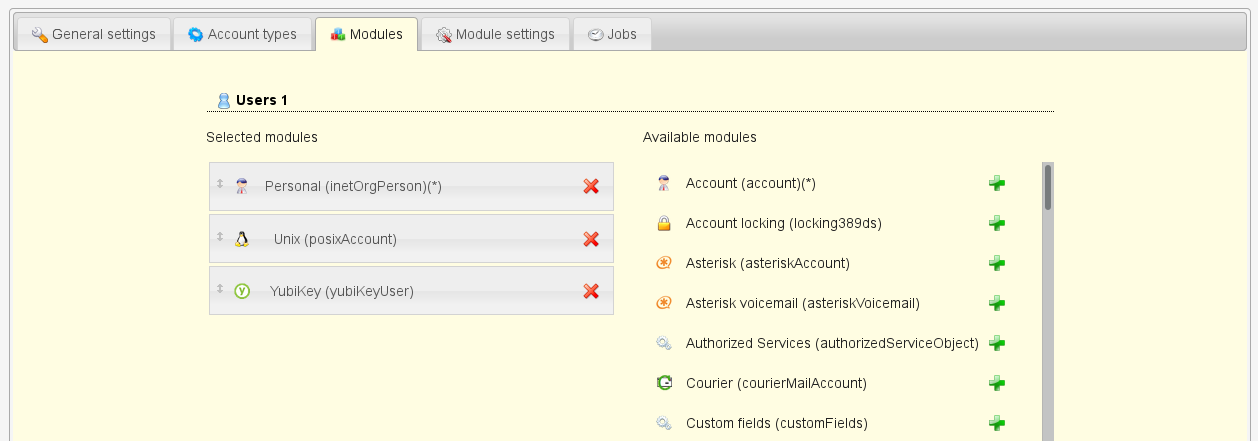 General settings
Account types
Modules
Module settings
Jobs
Users 1
Selected modules
Available modules
Personal (inetOrgPerson)(*)
Unix (posixAccount)
YubiKey (yubiKeyUser)
Account (account)(*)
Account locking (locking389ds)
Asterisk (asteriskAccount)
Asterisk voicemail (asteriskVoicemail)
Authorized Services (authorizedServiceObject)
Courier (courierMailAccount)
Custom fields (customFields)